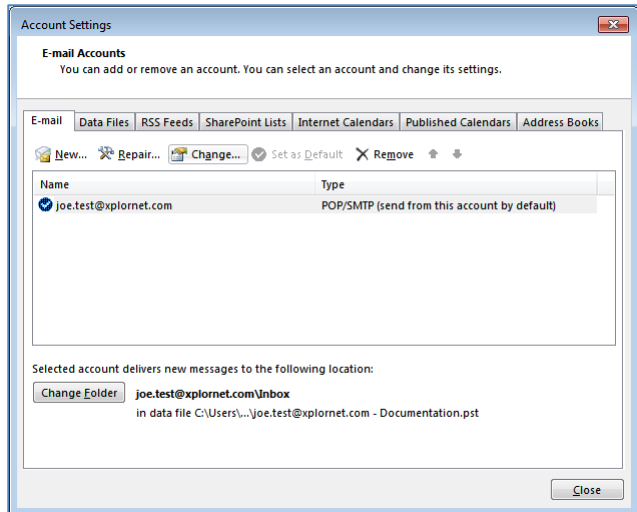 Account Settings
E-mail Accounts
You can add or remove an account. You can select an account and change its settings.
E-mail Data Files RSS Feeds SharePoint Lists Internet Calendars Published Calendars Address Books
New... Repair... Change... Set as Default Remove
Name Type
joe.test@xplornet.com POP/SMTP (send from this account by default)
Selected account delivers new messages to the following location:
Change Folder joe.test@xplornet.com\Inbox
in data file C:\Users\...\joe.test@xplornet.com - Documentation.pst
Close